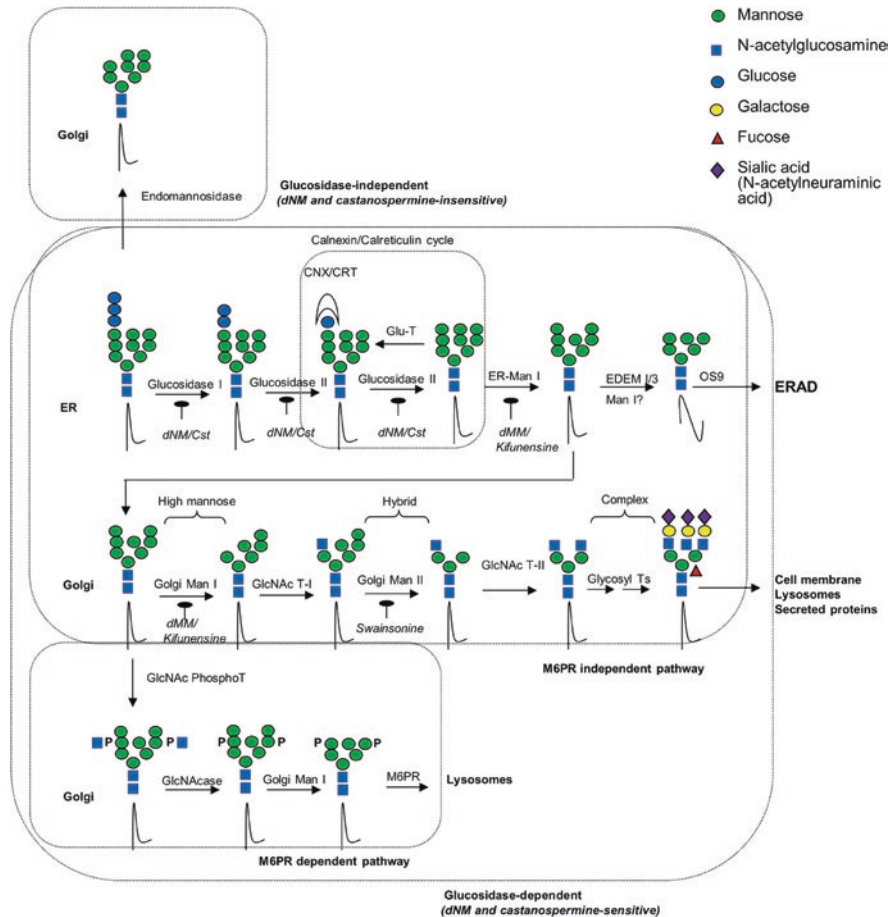 Mannose
N-acetylglucosamine
Glucose
Galactose
Fucose
Sialic acid
(N-acetylneuraminic
acid)
Golgi
Endomannosidase
Glucosidase-independent
(dNM and castanospermine-insensitive)
Calnexin/Calreticulin cycle
CNX/CRT
Glu-T
ER
Glucosidase I
dNM/Cst
Glucosidase II
dNM/Cst
Glucosidase II
dNM/Cst
ER-Man I
dMM/
Kifunensine
EDEM I/3
Man I?
OS9
ERAD
High mannose
Hybrid
Complex
Golgi
Golgi Man I
dMM/
Kifunensine
GlcNAc T-I
Golgi Man II
Swainsonine
GlcNAc T-II
Glycosyl Ts
Cell membrane
Lysosomes
Secreted proteins
M6PR independent pathway
GlcNAc PhosphoT
P
P
P
P
P
P
Golgi
GlcNAcase
Golgi Man I
M6PR
Lysosomes
M6PR dependent pathway
Glucosidase-dependent
(dNM and castanospermine-sensitive)